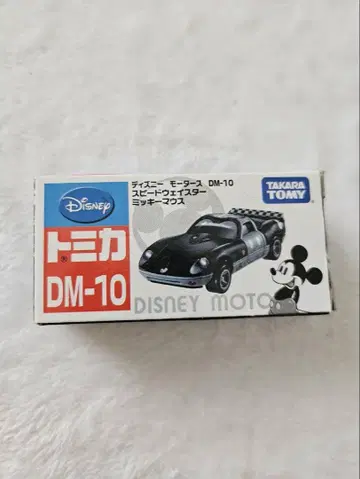 Disney
トミカ®
DM-10
ディズニー モータース DM-10
スピードウェイスター
ミッキーマウス
TAKARA
TOMY
DISNEY MOTO